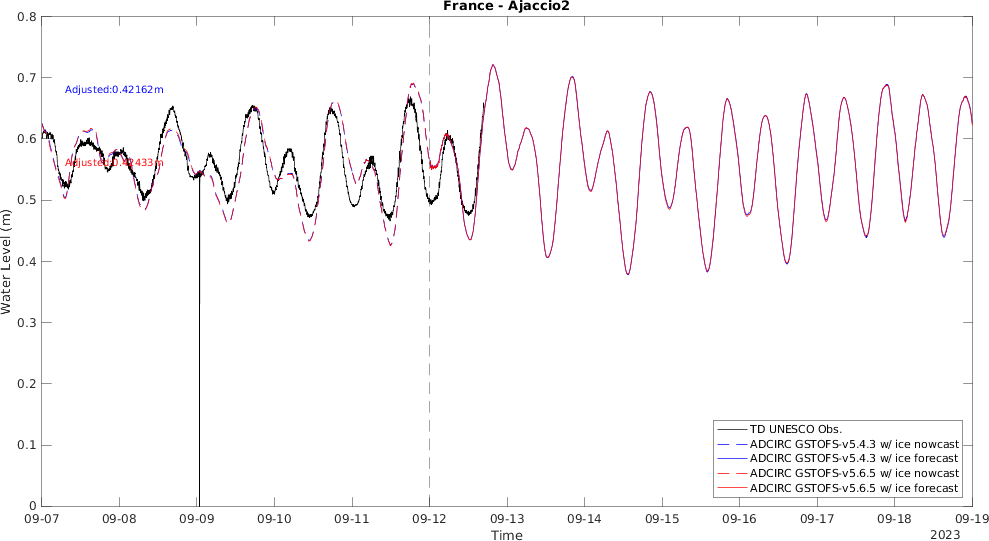 France - Ajaccio2
0.8
0.7
0.6
0.5
0.4
0.3
0.2
0.1
0
Water Level (m)
Adjusted:0.42162m
Adjusted:0.42433m
TD UNESCO Obs.
ADCIRC GSTOFS-v5.4.3 w/ ice nowcast
ADCIRC GSTOFS-v5.4.3 w/ ice forecast
ADCIRC GSTOFS-v5.6.5 w/ ice nowcast
ADCIRC GSTOFS-v5.6.5 w/ ice forecast
09-07 09-08 09-09 09-10 09-11 09-12 09-13 09-14 09-15 09-16 09-17 09-18 09-19
Time
2023